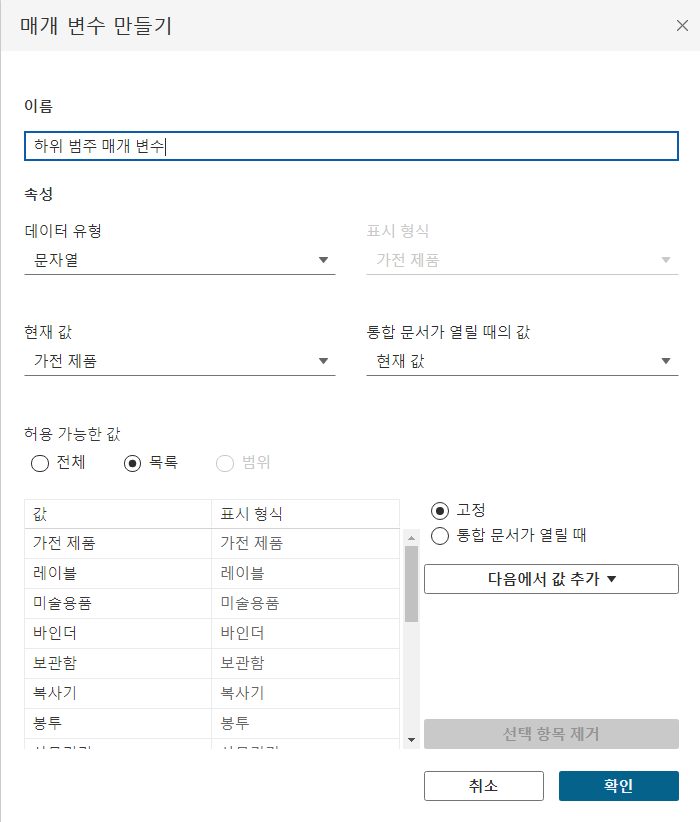 매개 변수 만들기
이름
하위 범주 매개 변수
속성
데이터 유형 표시 형식
문자열 가전 제품
현재 값 통합 문서가 열릴 때의 값
가전 제품 현재 값
허용 가능한 값
전체 목록 범위
값 표시 형식
가전 제품 가전 제품
레이블 레이블
미술용품 미술용품
바인더 바인더
보관함 보관함
복사기 복사기
봉투 봉투
고정
통합 문서가 열릴 때
다음에서 값 추가
선택 항목 제거
취소 확인